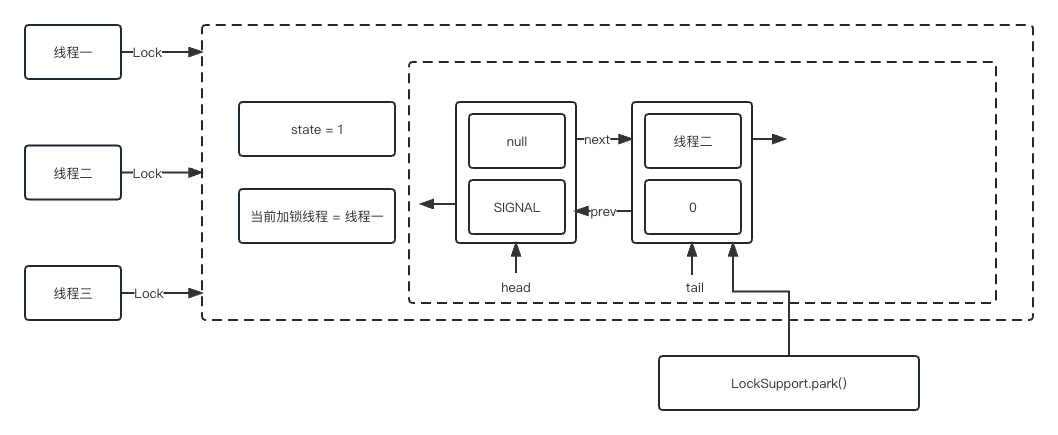 线程一
Lock
线程二
Lock
线程三
Lock
state = 1
当前加锁线程 = 线程一
null
SIGNAL
head
next
prev
线程二
0
tail
LockSupport.park()